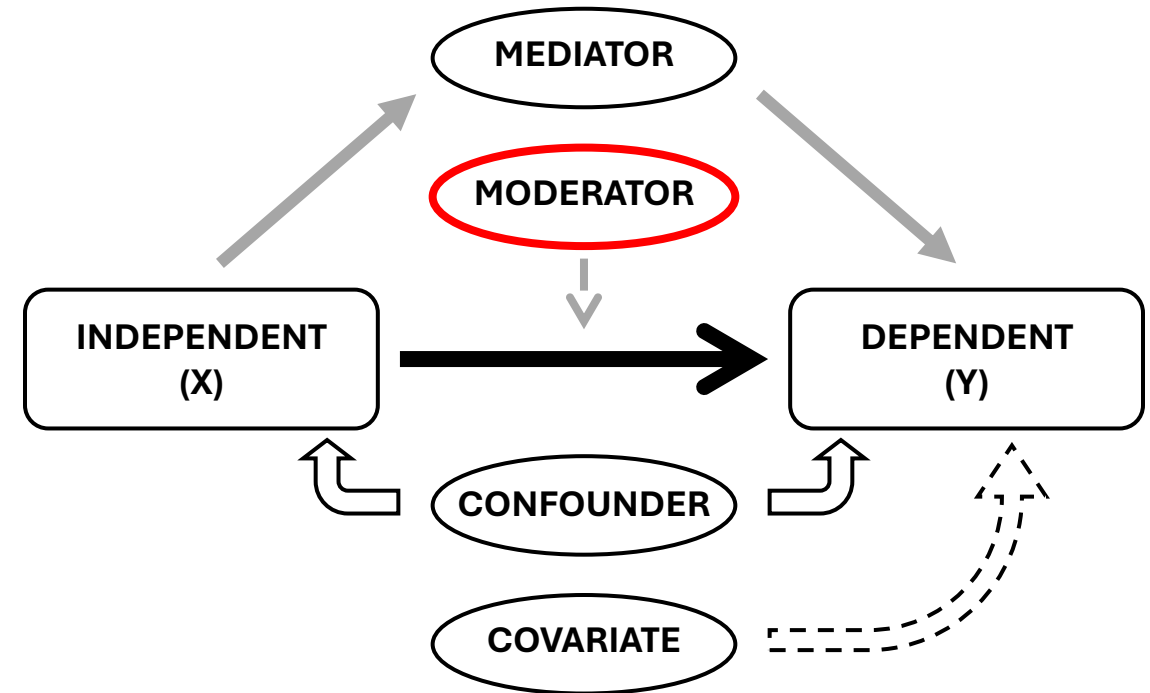 MEDIATOR
MODERATOR
INDEPENDENT
(X)
DEPENDENT
(Y)
CONFOUNDER
COVARIATE